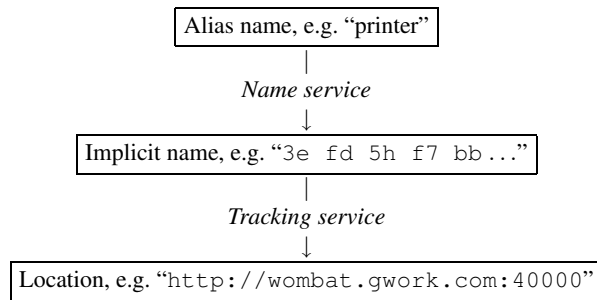 Alias name, e.g. “printer”
Name service
Implicit name, e.g. “3e fd 5h f7 bb ...”
Tracking service
Location, e.g. “http://wombat.gwork.com:40000”